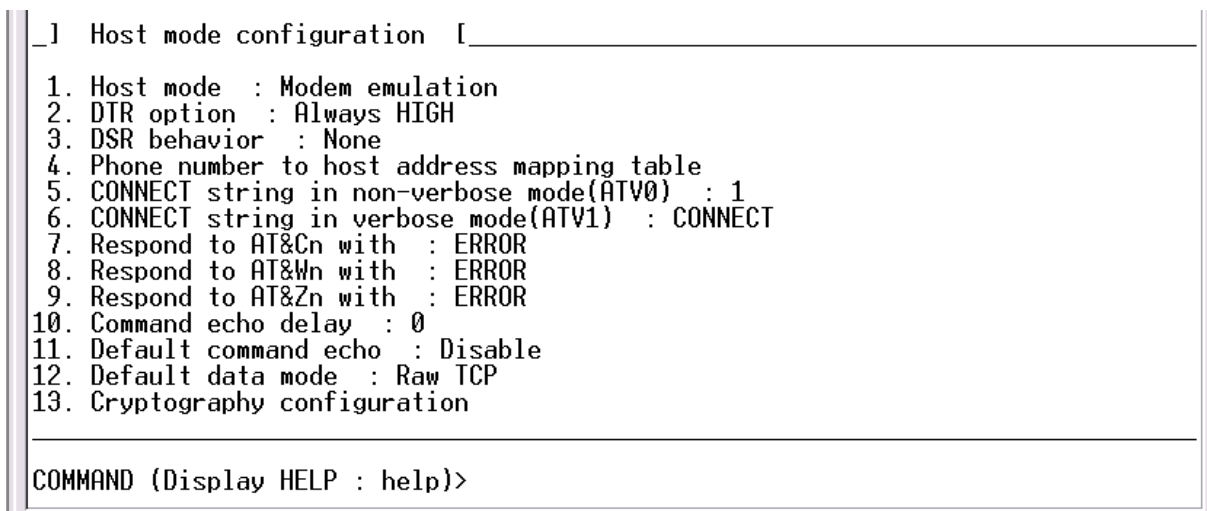 _]  Host mode configuration  [_
1. Host mode  : Modem emulation
2. DTR option  : Always HIGH
3. DSR behavior  : None
4. Phone number to host address mapping table
5. CONNECT string in non-verbose mode(ATV0)  : 1
6. CONNECT string in verbose mode(ATV1)  : CONNECT
7. Respond to AT&Cn with  : ERROR
8. Respond to AT&Wn with  : ERROR
9. Respond to AT&Zn with  : ERROR
10. Command echo delay  : 0
11. Default command echo  : Disable
12. Default data mode  : Raw TCP
13. Cryptography configuration
COMMAND (Display HELP : help)>